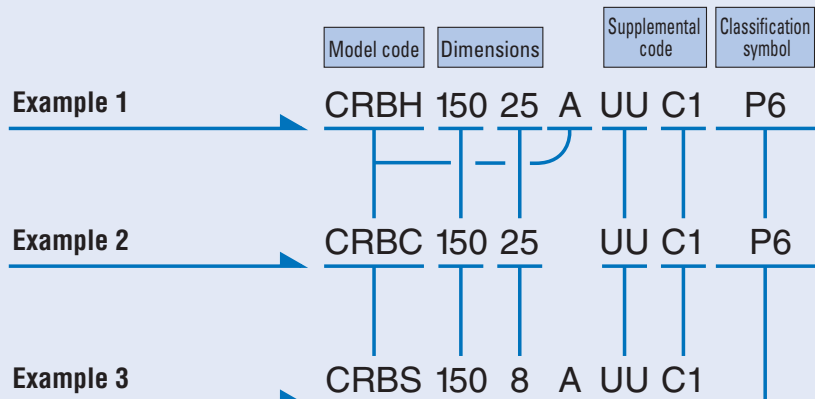 Model code Dimensions Supplemental code Classification symbol
Example 1 CRBH 150 25 A UU C1 P6
Example 2 CRBC 150 25 UU C1 P6
Example 3 CRBS 150 8 A UU C1